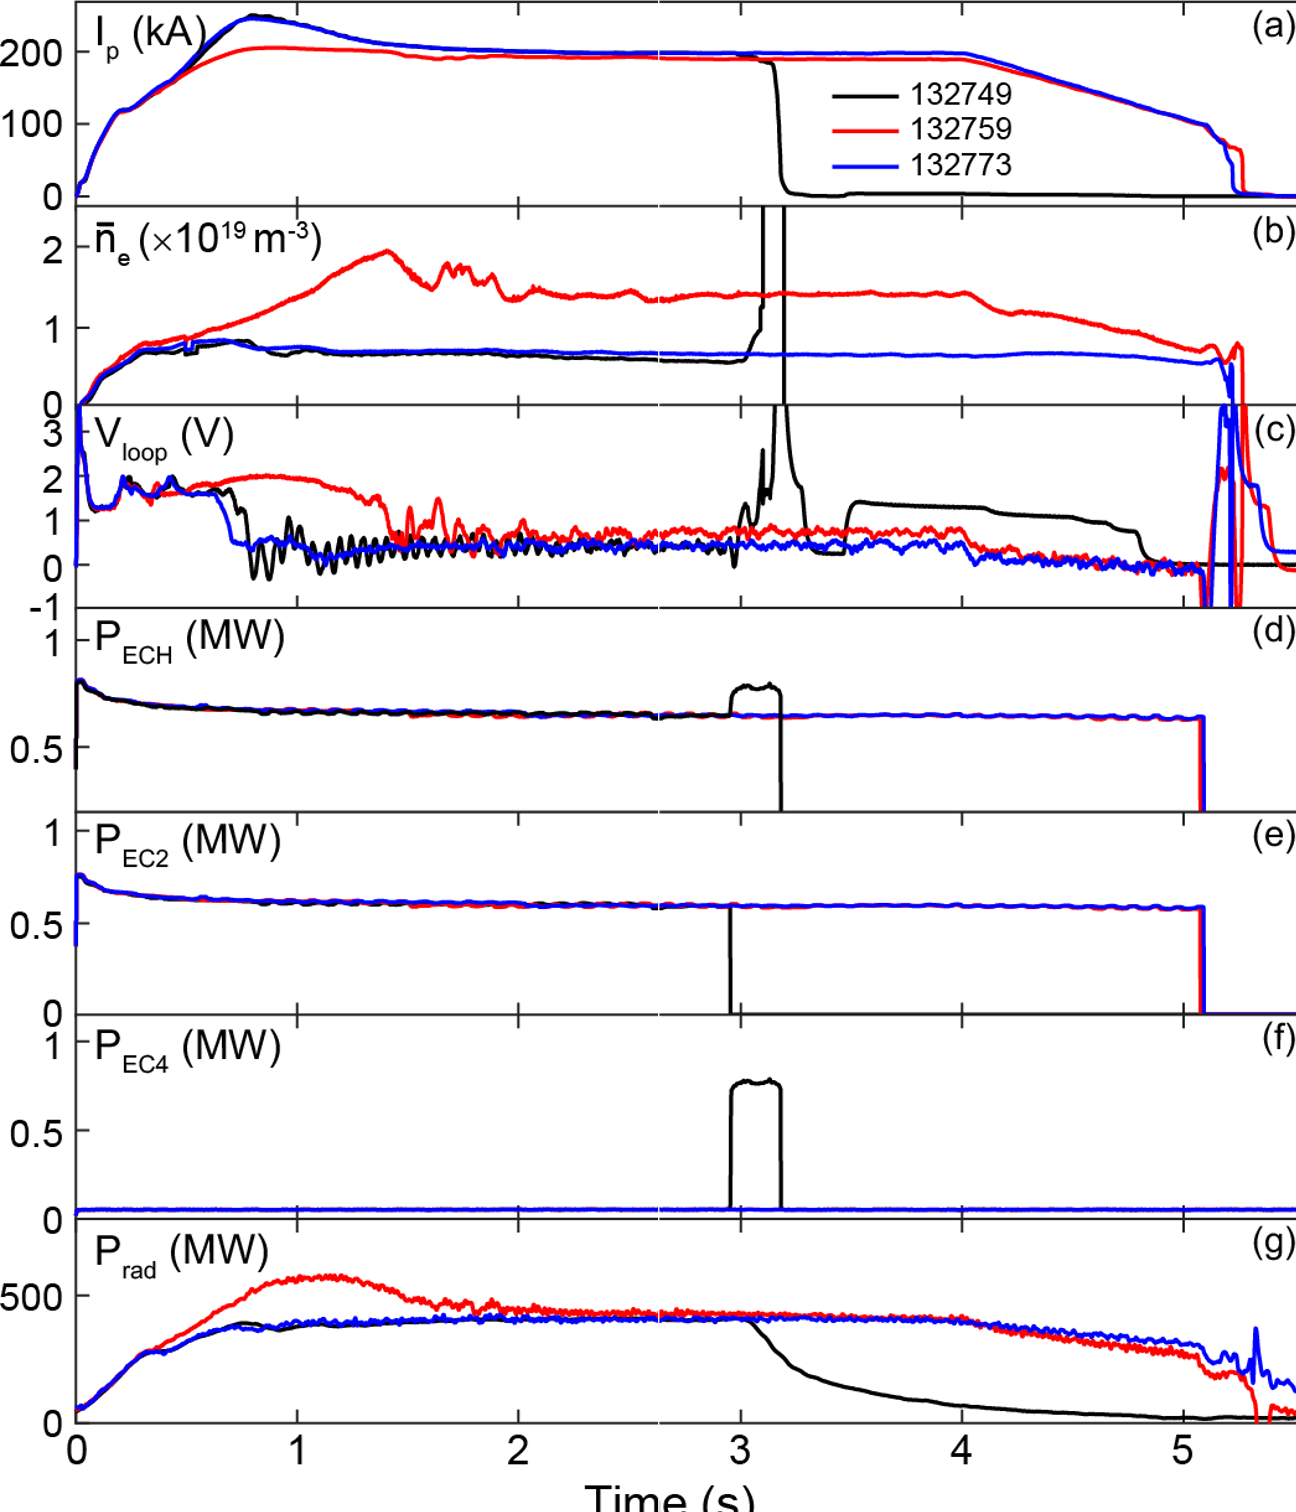 I_p (kA)
(a)
200
100
0
132749
132759
132773
n̄_e (×10^19 m^-3)
(b)
2
1
0
V_loop (V)
(c)
3
2
1
0
-1
P_ECH (MW)
(d)
1
0.5
P_EC2 (MW)
(e)
1
0.5
0
P_EC4 (MW)
(f)
1
0.5
0
P_rad (MW)
(g)
500
0
0 1 2 3 4 5
Time (s)